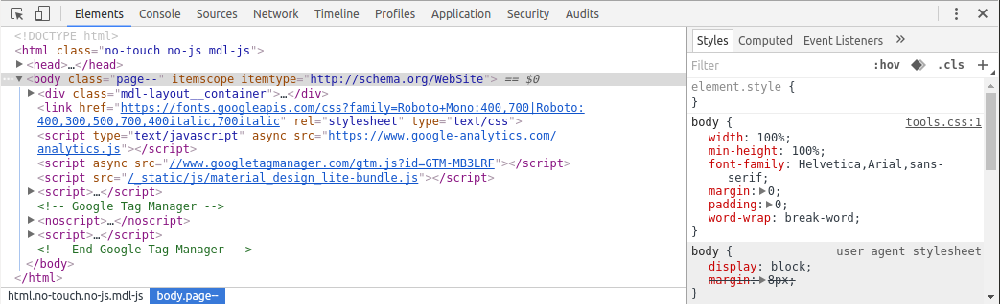 Elements Console Sources Network Timeline Profiles Application Security Audits
<!DOCTYPE html>
<html class="no-touch no-js mdl-js">
<head>…</head>
<body class="page--" itemscope itemtype="http://schema.org/WebSite"> == $0
<div class="mdl-layout__container">…</div>
<link href="https://fonts.googleapis.com/css?family=Roboto+Mono:400,700|Roboto:
400,300,500,700,400italic,700italic" rel="stylesheet" type="text/css">
<script type="text/javascript" async src="https://www.google-analytics.com/
analytics.js"></script>
<script async src="//www.googletagmanager.com/gtm.js?id=GTM-MB3LRF"></script>
<script src="/_static/js/material_design_lite-bundle.js"></script>
<script>…</script>
<!-- Google Tag Manager -->
<noscript>…</noscript>
<script>…</script>
<!-- End Google Tag Manager -->
</body>
</html>
html.no-touch.no-js.mdl-js body.page--
Styles Computed Event Listeners »
Filter :hov .cls +
element.style {
}
body { tools.css:1
width: 100%;
min-height: 100%;
font-family: Helvetica,Arial,sans-
serif;
margin: 0;
padding: 0;
word-wrap: break-word;
}
body { user agent stylesheet
display: block;
margin: 8px;
}